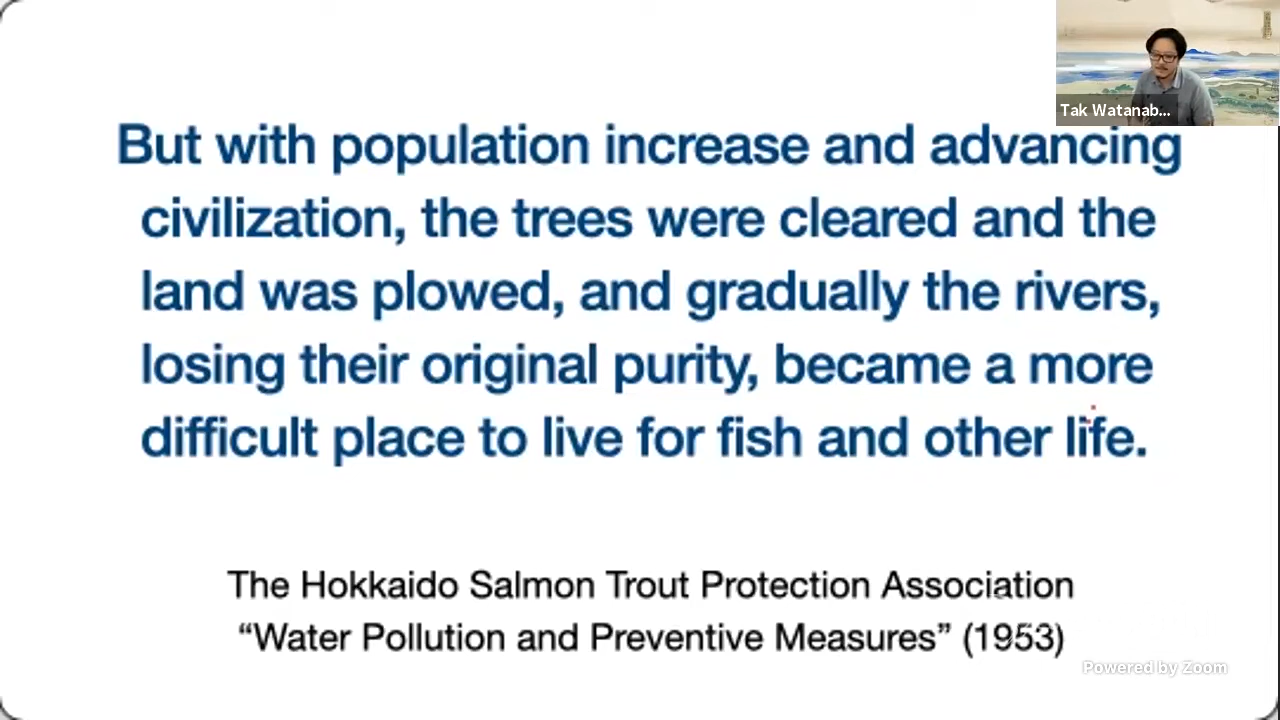 But with population increase and advancing
civilization, the trees were cleared and the
land was plowed, and gradually the rivers,
losing their original purity, became a more
difficult place to live for fish and other life.
The Hokkaido Salmon Trout Protection Association
“Water Pollution and Preventive Measures” (1953)
Tak Watanab...
Powered by Zoom